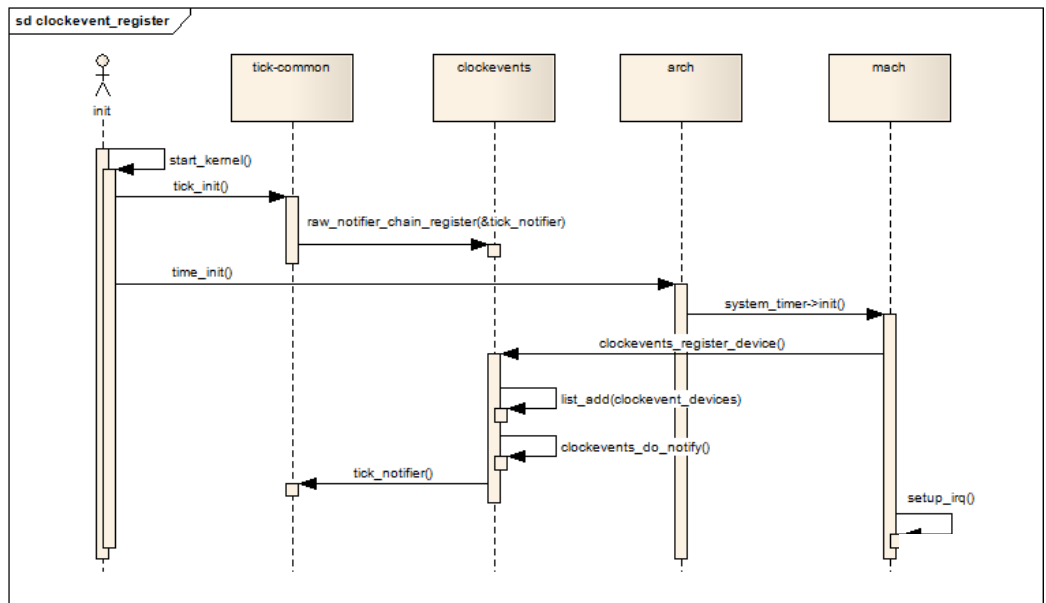 sd clockevent_register
tick-common
clockevents
arch
mach
init
start_kernel()
tick_init()
raw_notifier_chain_register(&tick_notifier)
time_init()
system_timer->init()
clockevents_register_device()
list_add(clockevent_devices)
clockevents_do_notify()
tick_notifier()
setup_irq()